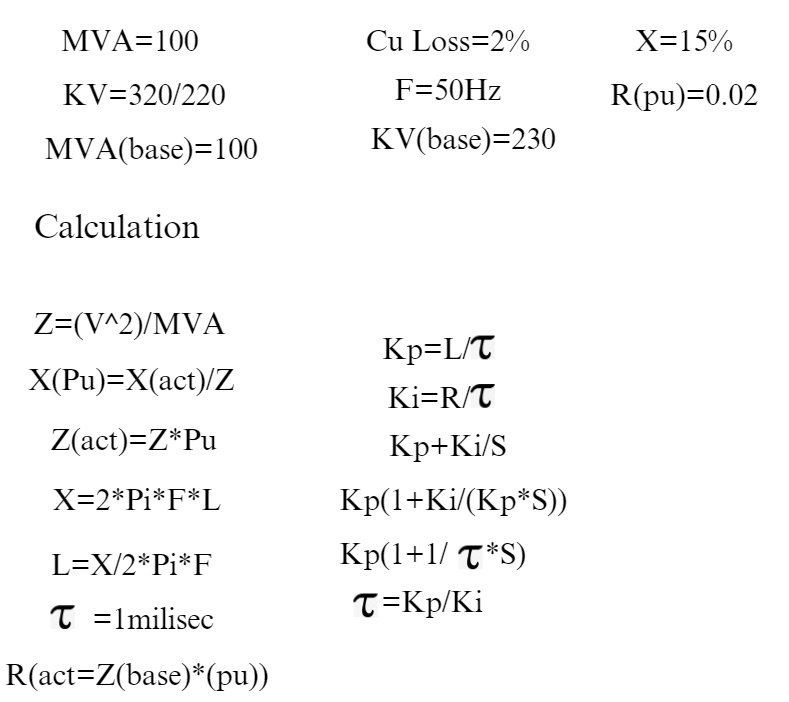 MVA=100
Cu Loss=2%
X=15%
KV=320/220
F=50Hz
R(pu)=0.02
MVA(base)=100
KV(base)=230
Calculation
Z=(V^2)/MVA
X(Pu)=X(act)/Z
Z(act)=Z*Pu
X=2*Pi*F*L
L=X/2*Pi*F
τ =1milisec
R(act=Z(base)*(pu))
Kp=L/τ
Ki=R/τ
Kp+Ki/S
Kp(1+Ki/(Kp*S))
Kp(1+1/ τ*S)
τ=Kp/Ki